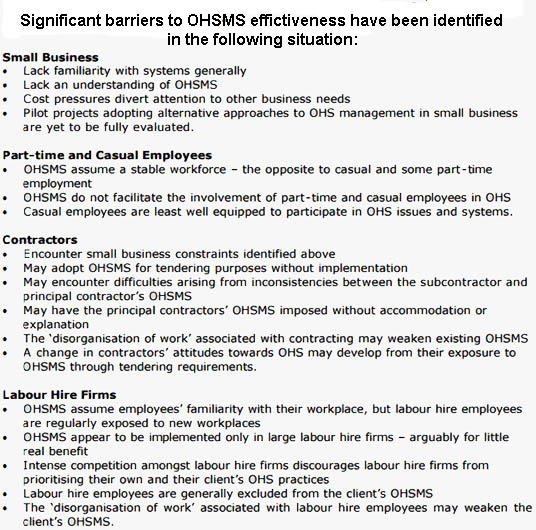 Significant barriers to OHSMS effictiveness have been identified
in the following situation:
Small Business
• Lack familiarity with systems generally
• Lack an understanding of OHSMS
• Cost pressures divert attention to other business needs
• Pilot projects adopting alternative approaches to OHS management in small business
are yet to be fully evaluated.
Part-time and Casual Employees
• OHSMS assume a stable workforce – the opposite to casual and some part-time
employment
• OHSMS do not facilitate the involvement of part-time and casual employees in OHS
• Casual employees are least well equipped to participate in OHS issues and systems.
Contractors
• Encounter small business constraints identified above
• May adopt OHSMS for tendering purposes without implementation
• May encounter difficulties arising from inconsistencies between the subcontractor and
principal contractor's OHSMS
• May have the principal contractors' OHSMS imposed without accommodation or
explanation
• The 'disorganisation of work' associated with contracting may weaken existing OHSMS
• A change in contractors' attitudes towards OHS may develop from their exposure to
OHSMS through tendering requirements.
Labour Hire Firms
• OHSMS assume employees' familiarity with their workplace, but labour hire employees
are regularly exposed to new workplaces
• OHSMS appear to be implemented only in large labour hire firms – arguably for little
real benefit
• Intense competition amongst labour hire firms discourages labour hire firms from
prioritising their own and their client's OHS practices
• Labour hire employees are generally excluded from the client's OHSMS
• The 'disorganisation of work' associated with labour hire employees may weaken the
client's OHSMS.